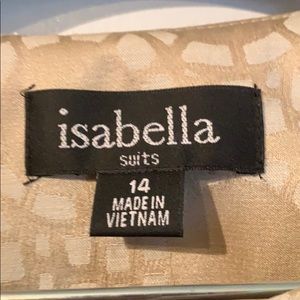 isabella
suits
14
MADE IN
VIETNAM